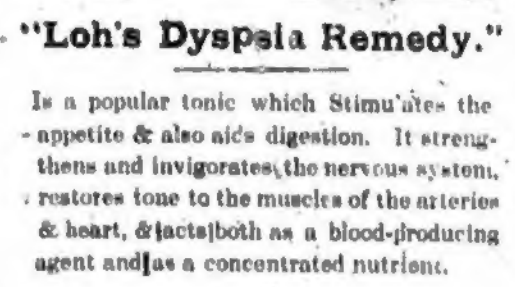 "Loh's Dyspsia Remedy."
Is a popular tonic which Stimu'ates the
appetite & also aids digestion. It streng-
thens and invigorates the nervous system,
restores tone to the muscles of the arteries
& heart, & acts both as a blood-producing
agent and as a concentrated nutrient.